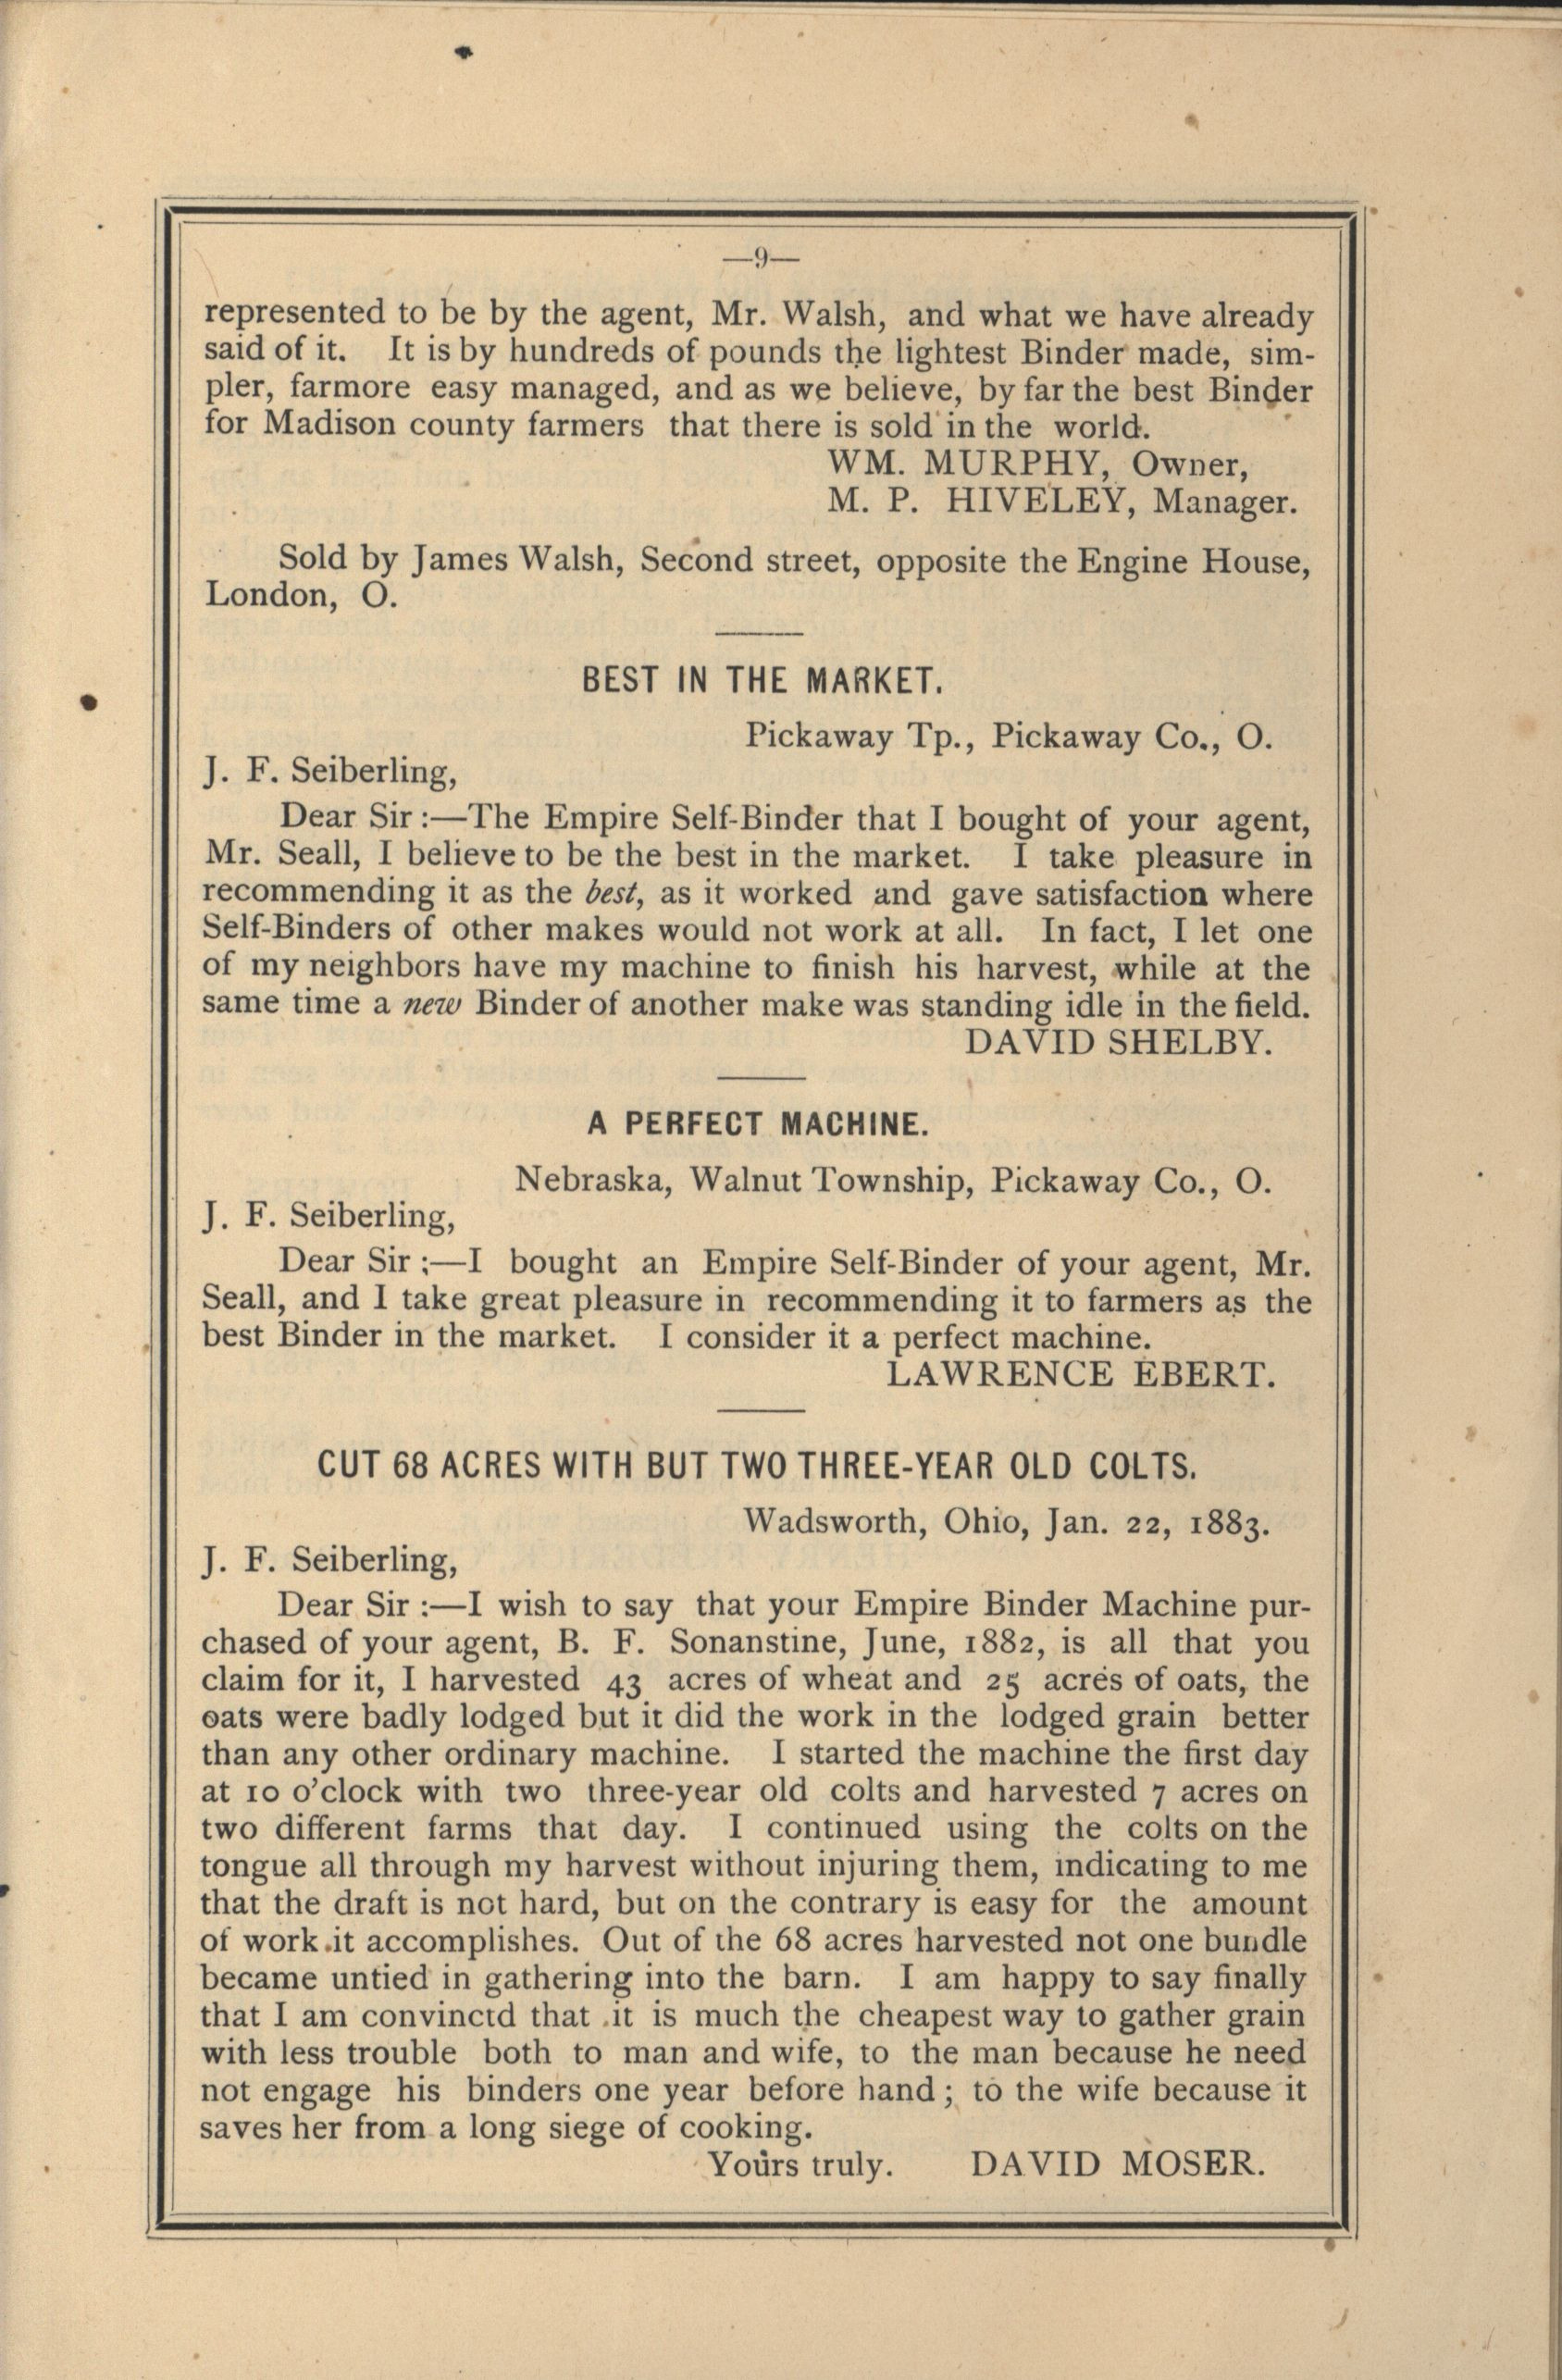 —9—
represented to be by the agent, Mr. Walsh, and what we have already
said of it. It is by hundreds of pounds the lightest Binder made, sim-
pler, farmore easy managed, and as we believe, by far the best Binder
for Madison county farmers that there is sold in the world.
WM. MURPHY, Owner,
M. P. HIVELEY, Manager.
Sold by James Walsh, Second street, opposite the Engine House,
London, O.
BEST IN THE MARKET.
Pickaway Tp., Pickaway Co., O.
J. F. Seiberling,
Dear Sir :—The Empire Self-Binder that I bought of your agent,
Mr. Seall, I believe to be the best in the market. I take pleasure in
recommending it as the best, as it worked and gave satisfaction where
Self-Binders of other makes would not work at all. In fact, I let one
of my neighbors have my machine to finish his harvest, while at the
same time a new Binder of another make was standing idle in the field.
DAVID SHELBY.
A PERFECT MACHINE.
Nebraska, Walnut Township, Pickaway Co., O.
J. F. Seiberling,
Dear Sir ;—I bought an Empire Self-Binder of your agent, Mr.
Seall, and I take great pleasure in recommending it to farmers as the
best Binder in the market. I consider it a perfect machine.
LAWRENCE EBERT.
CUT 68 ACRES WITH BUT TWO THREE-YEAR OLD COLTS.
Wadsworth, Ohio, Jan. 22, 1883.
J. F. Seiberling,
Dear Sir :—I wish to say that your Empire Binder Machine pur-
chased of your agent, B. F. Sonanstine, June, 1882, is all that you
claim for it, I harvested 43 acres of wheat and 25 acres of oats, the
oats were badly lodged but it did the work in the lodged grain better
than any other ordinary machine. I started the machine the first day
at 10 o'clock with two three-year old colts and harvested 7 acres on
two different farms that day. I continued using the colts on the
tongue all through my harvest without injuring them, indicating to me
that the draft is not hard, but on the contrary is easy for the amount
of work it accomplishes. Out of the 68 acres harvested not one bundle
became untied in gathering into the barn. I am happy to say finally
that I am convinctd that it is much the cheapest way to gather grain
with less trouble both to man and wife, to the man because he need
not engage his binders one year before hand ; to the wife because it
saves her from a long siege of cooking.
Yours truly. DAVID MOSER.